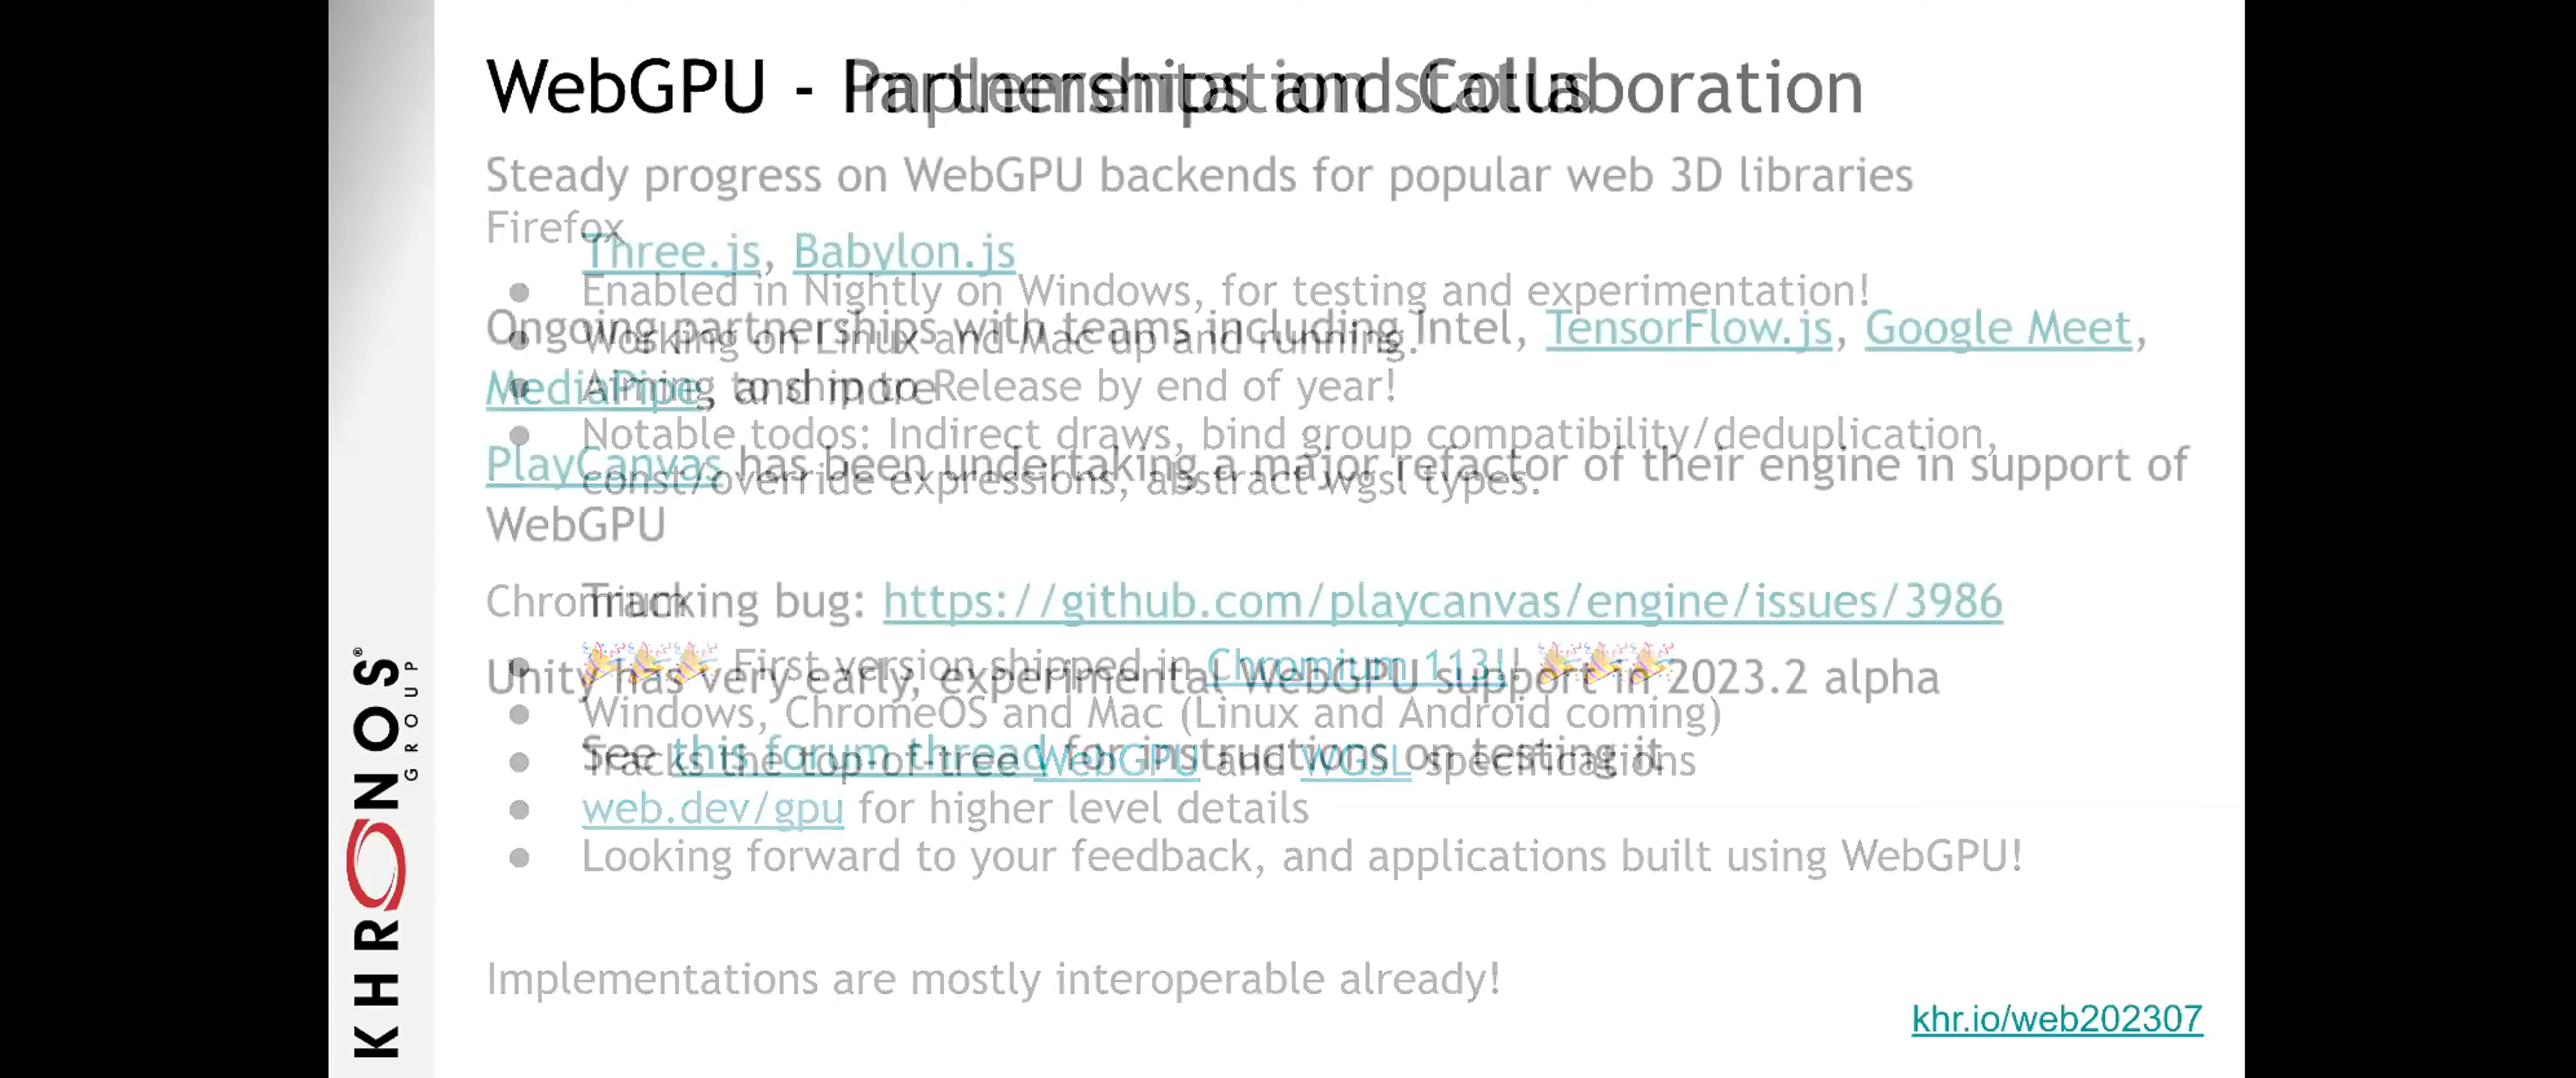 WebGPU - Partnerships and Collaboration
WebGPU - Implementation status
Steady progress on WebGPU backends for popular web 3D libraries
Three.js, Babylon.js
Ongoing partnerships with teams including Intel, TensorFlow.js, Google Meet,
MediaPipe, and more
PlayCanvas has been undertaking a major refactor of their engine in support of
WebGPU
Tracking bug: https://github.com/playcanvas/engine/issues/3986
Unity has very early, experimental WebGPU support in 2023.2 alpha
See this forum thread for instructions on testing it
Firefox
● Enabled in Nightly on Windows, for testing and experimentation!
● Working on Linux and Mac up and running.
● Aiming to ship to Release by end of year!
● Notable todos: Indirect draws, bind group compatibility/deduplication,
const/override expressions, abstract wgsl types.
Chromium
● 🎉🎉🎉 First version shipped in Chromium 113!! 🎉🎉🎉
● Windows, ChromeOS and Mac (Linux and Android coming)
● Tracks the top-of-tree WebGPU and WGSL specifications
● web.dev/gpu for higher level details
● Looking forward to your feedback, and applications built using WebGPU!
Implementations are mostly interoperable already!
khr.io/web202307
KHRONOS®
GROUP